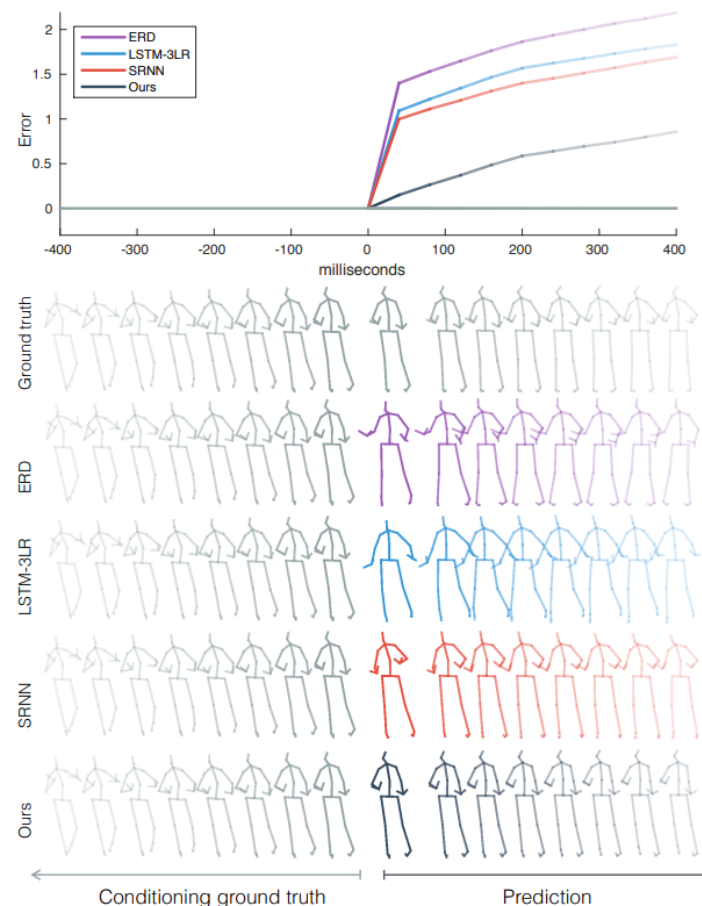 2
1.5
1
0.5
0
Error
ERD
LSTM-3LR
SRNN
Ours
-400 -300 -200 -100 0 100 200 300 400
milliseconds
Ground truth
ERD
LSTM-3LR
SRNN
Ours
Conditioning ground truth
Prediction